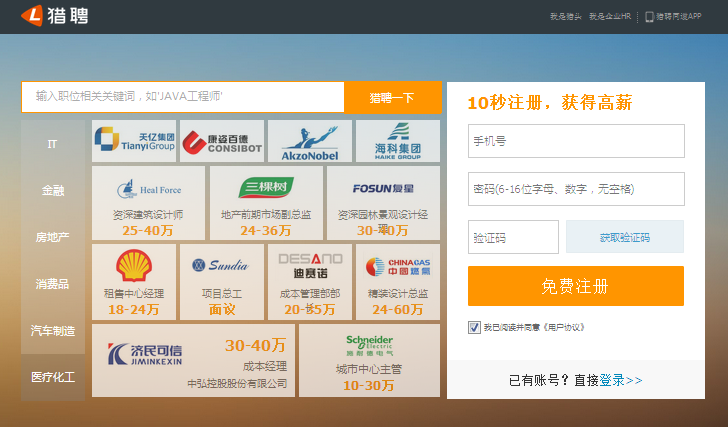 猎聘
我是猎头 我是企业HR 猎聘同道APP
输入职位相关关键词，如'JAVA工程师'
猎聘一下
IT
金融
房地产
消费品
汽车制造
医疗化工
天亿集团
TianyiGroup
康姿百德
CONSIBOT
AkzoNobel
海科集团
HAIKE GROUP
Heal Force
资深建筑设计师
25-40万
三棵树
地产前期市场副总监
24-36万
FOSUN复星
资深园林景观设计经理
30-40万
租售中心经理
18-24万
Sundia
项目总工
面议
DESANO
迪赛诺
成本管理部部长
CHINAGAS
中国燃气
精装设计总监
24-60万
济民可信
JIMINKEXIN
30-40万
成本经理
中弘控股股份有限公司
Schneider
Electric
施耐德电气
城市中心主管
10-30万
10秒注册，获得高薪
手机号
密码(6-16位字母、数字，无空格)
验证码
获取验证码
免费注册
我已阅读并同意《用户协议》
已有账号？直接登录>>